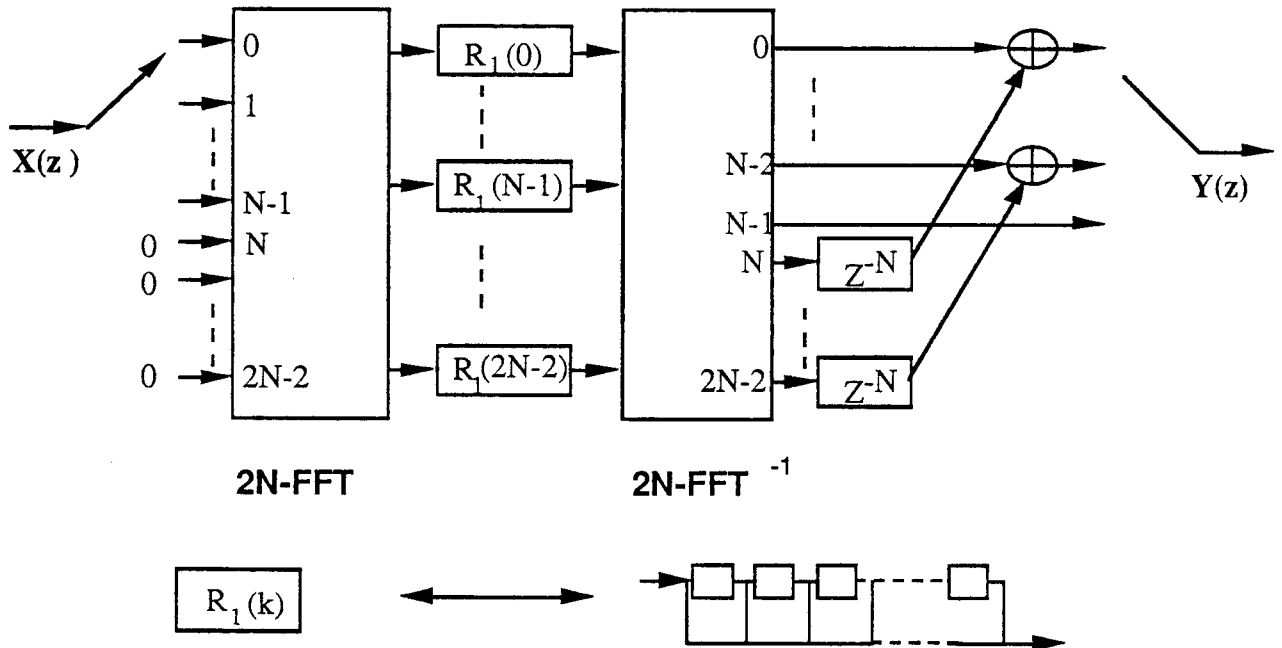 X(z)
0
1
N-1
0 N
0
0 2N-2
2N-FFT
R₁(0)
R₁(N-1)
R₁(2N-2)
0
N-2
N-1
N
2N-2
2N-FFT⁻¹
Z⁻ᴺ
Z⁻ᴺ
Y(z)
R₁(k)